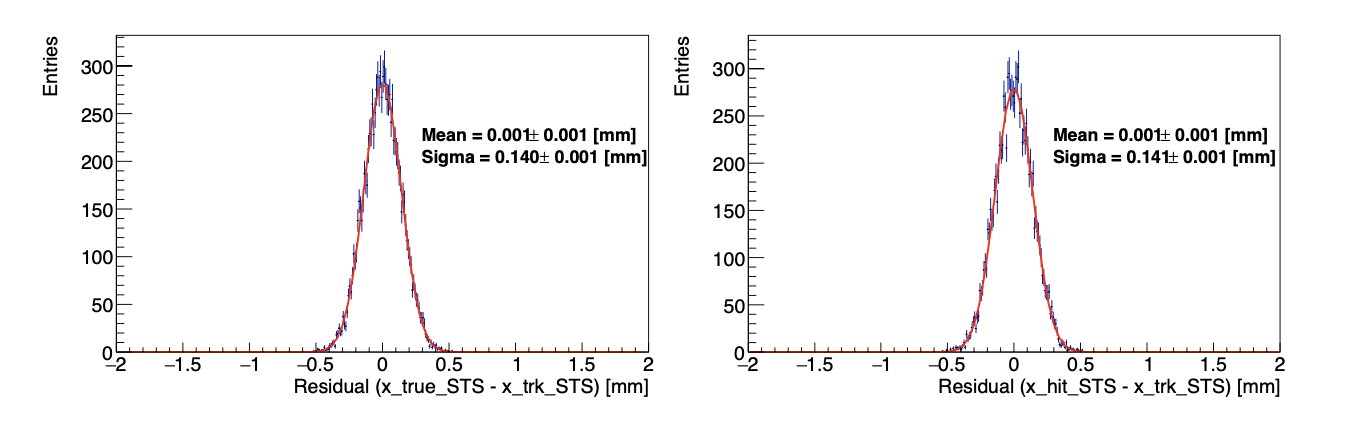 Entries
300
250
200
150
100
50
0
Mean = 0.001± 0.001 [mm]
Sigma = 0.140± 0.001 [mm]
−2 −1.5 −1 −0.5 0 0.5 1 1.5 2
Residual (x_true_STS - x_trk_STS) [mm]
Entries
300
250
200
150
100
50
0
Mean = 0.001± 0.001 [mm]
Sigma = 0.141± 0.001 [mm]
−2 −1.5 −1 −0.5 0 0.5 1 1.5 2
Residual (x_hit_STS - x_trk_STS) [mm]